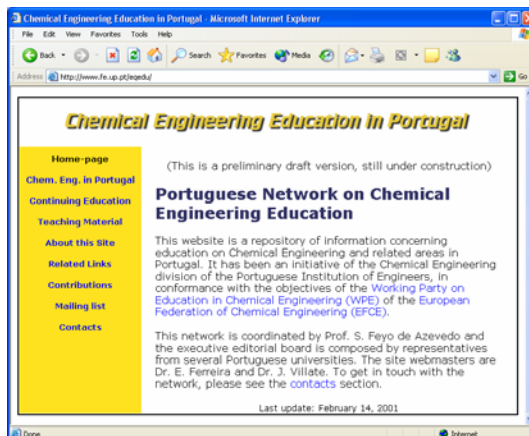 Chemical Engineering Education in Portugal - Microsoft Internet Explorer
File Edit View Favorites Tools Help
Back Search Favorites Media
Address http://www.fe.up.pt/eqedu/ Go
Chemical Engineering Education in Portugal
Home-page
Chem. Eng. in Portugal
Continuing Education
Teaching Material
About this Site
Related Links
Contributions
Mailing list
Contacts
(This is a preliminary draft version, still under construction)
Portuguese Network on Chemical
Engineering Education
This website is a repository of information concerning
education on Chemical Engineering and related areas in
Portugal. It has been an initiative of the Chemical Engineering
division of the Portuguese Institution of Engineers, in
conformance with the objectives of the Working Party on
Education in Chemical Engineering (WPE) of the European
Federation of Chemical Engineering (EFCE).
This network is coordinated by Prof. S. Feyo de Azevedo and
the executive editorial board is composed by representatives
from several Portuguese universities. The site webmasters are
Dr. E. Ferreira and Dr. J. Villate. To get in touch with the
network, please see the contacts section.
Last update: February 14, 2001
Done Internet